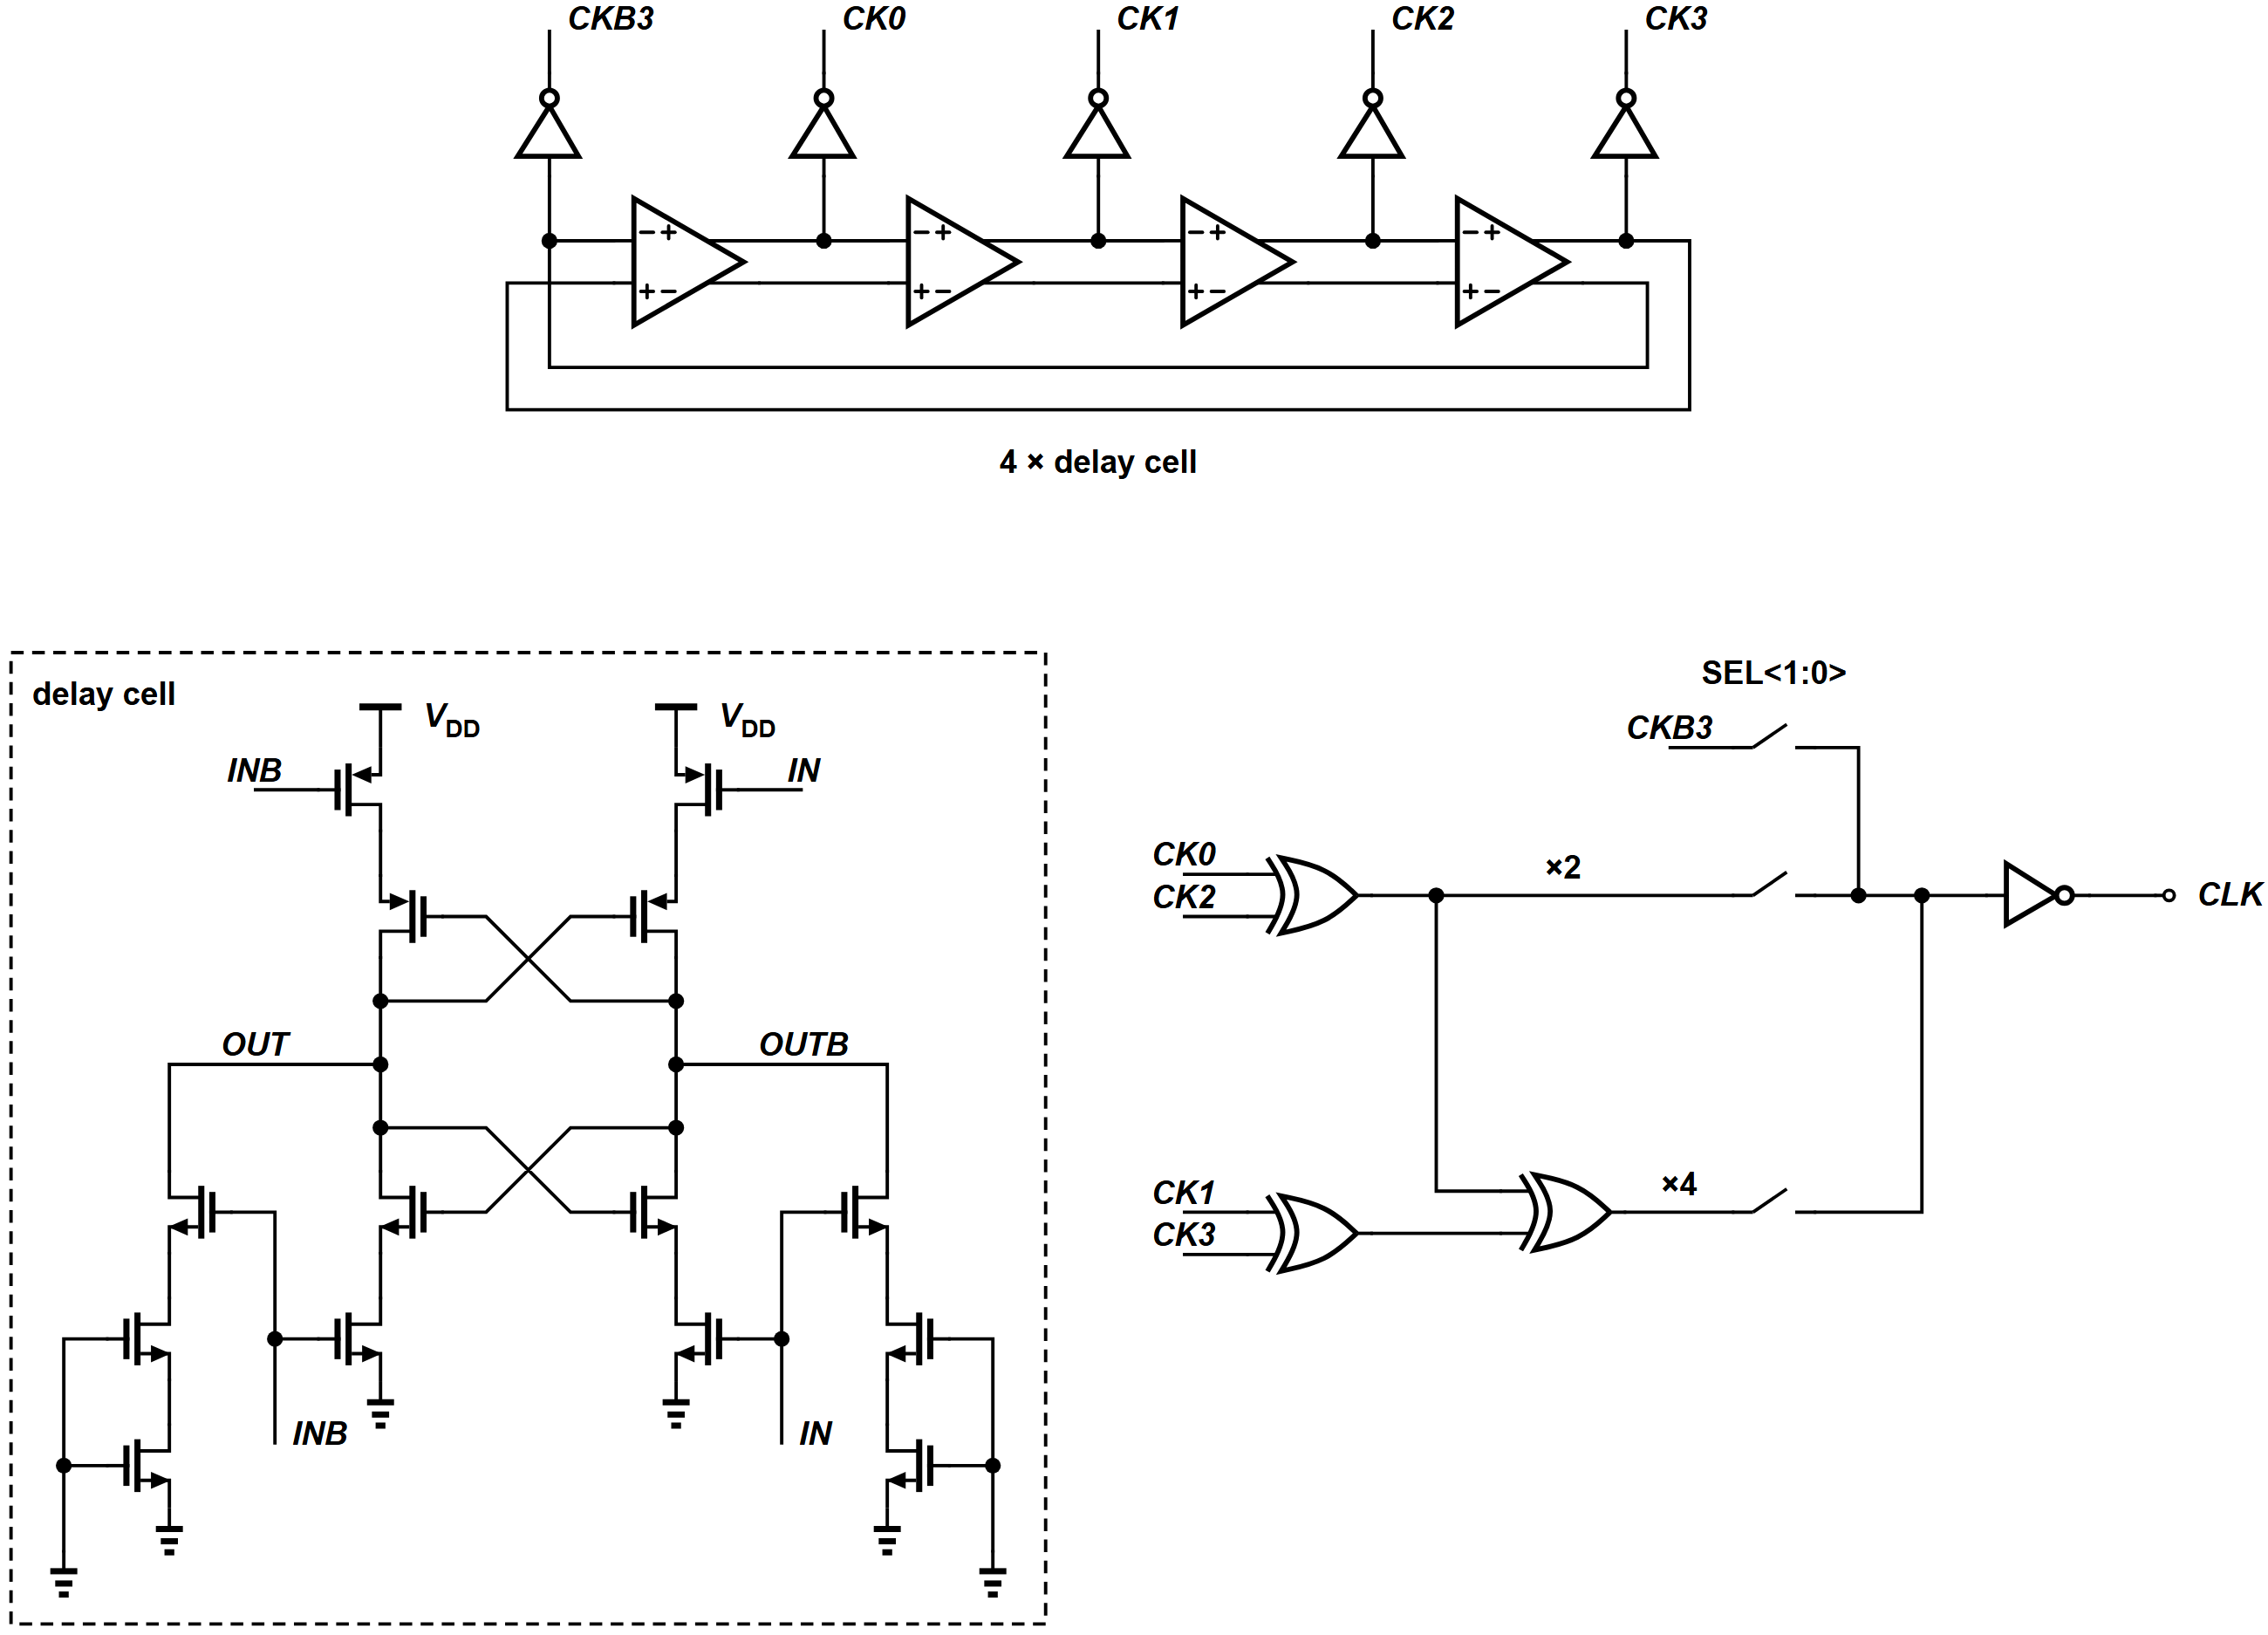 CKB3 CK0 CK1 CK2 CK3
− + − + − + − +
+ − + − + − + −
4 × delay cell
delay cell
VDD VDD
INB IN
OUT OUTB
INB IN
SEL<1:0>
CKB3
CK0
CK2
×2
CLK
CK1
CK3
×4